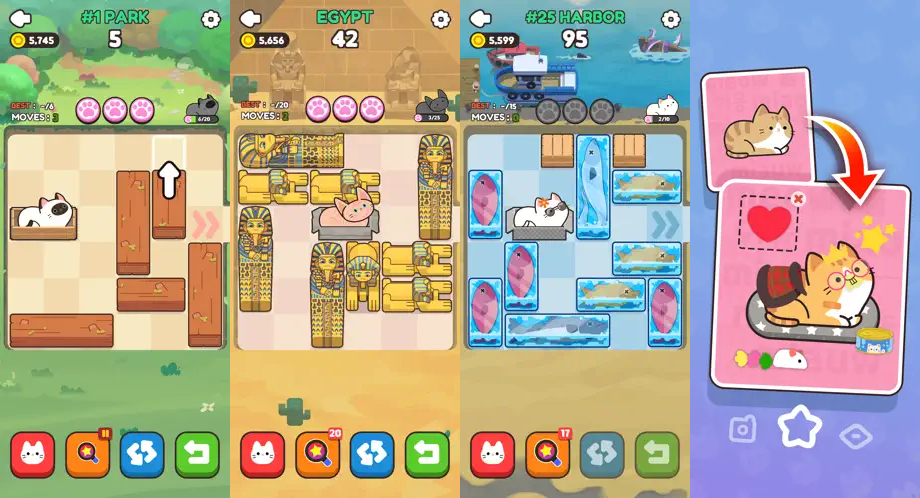 #1 PARK
5
5,745
BEST : -/6
MOVES: 3
6/20
EGYPT
42
5,656
BEST : -/20
MOVES: 2
3/25
20
#25 HARBOR
95
5,599
BEST : -/15
MOVES: 0
2/10
17